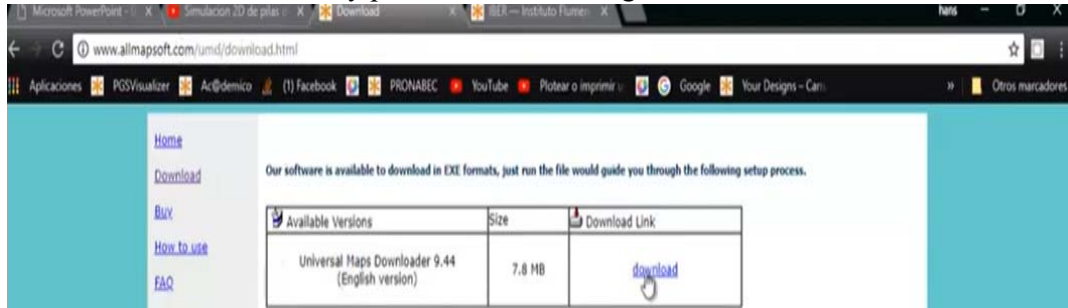 Microsoft PowerPoint - Simulacion 2D de pilas Download IBER — Instituto Flumen hans
www.allmapsoft.com/umd/download.html
Aplicaciones PGSVisualizer Ac@demico (1) Facebook PRONABEC YouTube Plotear o imprimir Google Your Designs – Can » Otros marcadores
Home
Download
Our software is available to download in EXE formats, just run the file would guide you through the following setup process.
Buy
Available Versions Size Download Link
How to use
Universal Maps Downloader 9.44
(English version) 7.8 MB download
FAQ